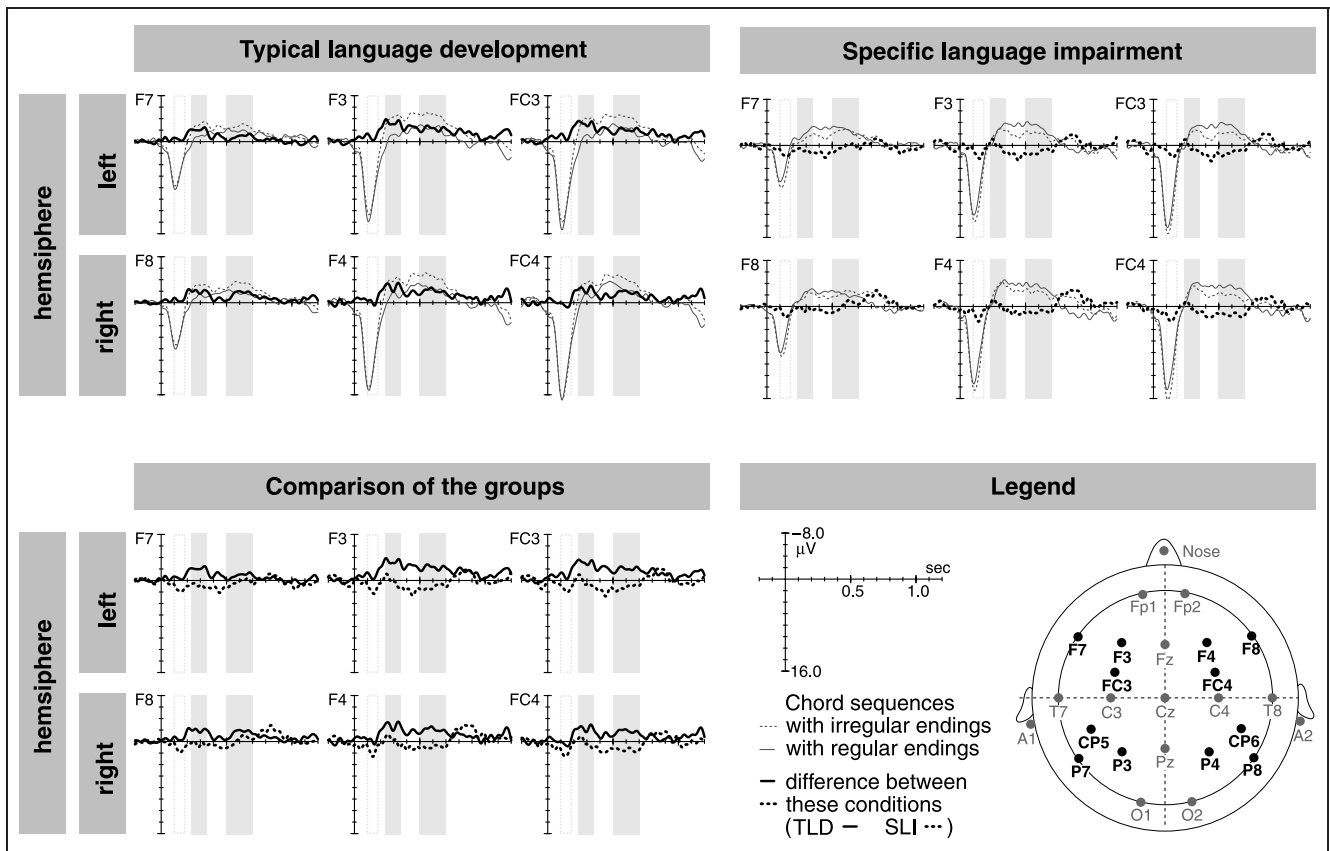 Typical language development
Specific language impairment
hemsiphere
left
F7
F3
FC3
F7
F3
FC3
right
F8
F4
FC4
F8
F4
FC4
Comparison of the groups
Legend
hemsiphere
left
F7
F3
FC3
right
F8
F4
FC4
−8.0
μV
sec
0.5
1.0
16.0
Chord sequences
with irregular endings
with regular endings
difference between
these conditions
(TLD — SLI ···)
Nose
Fp1
Fp2
F7
F3
Fz
F4
F8
FC3
FC4
T7
C3
Cz
C4
T8
A1
CP5
CP6
A2
P7
P3
Pz
P4
P8
O1
O2